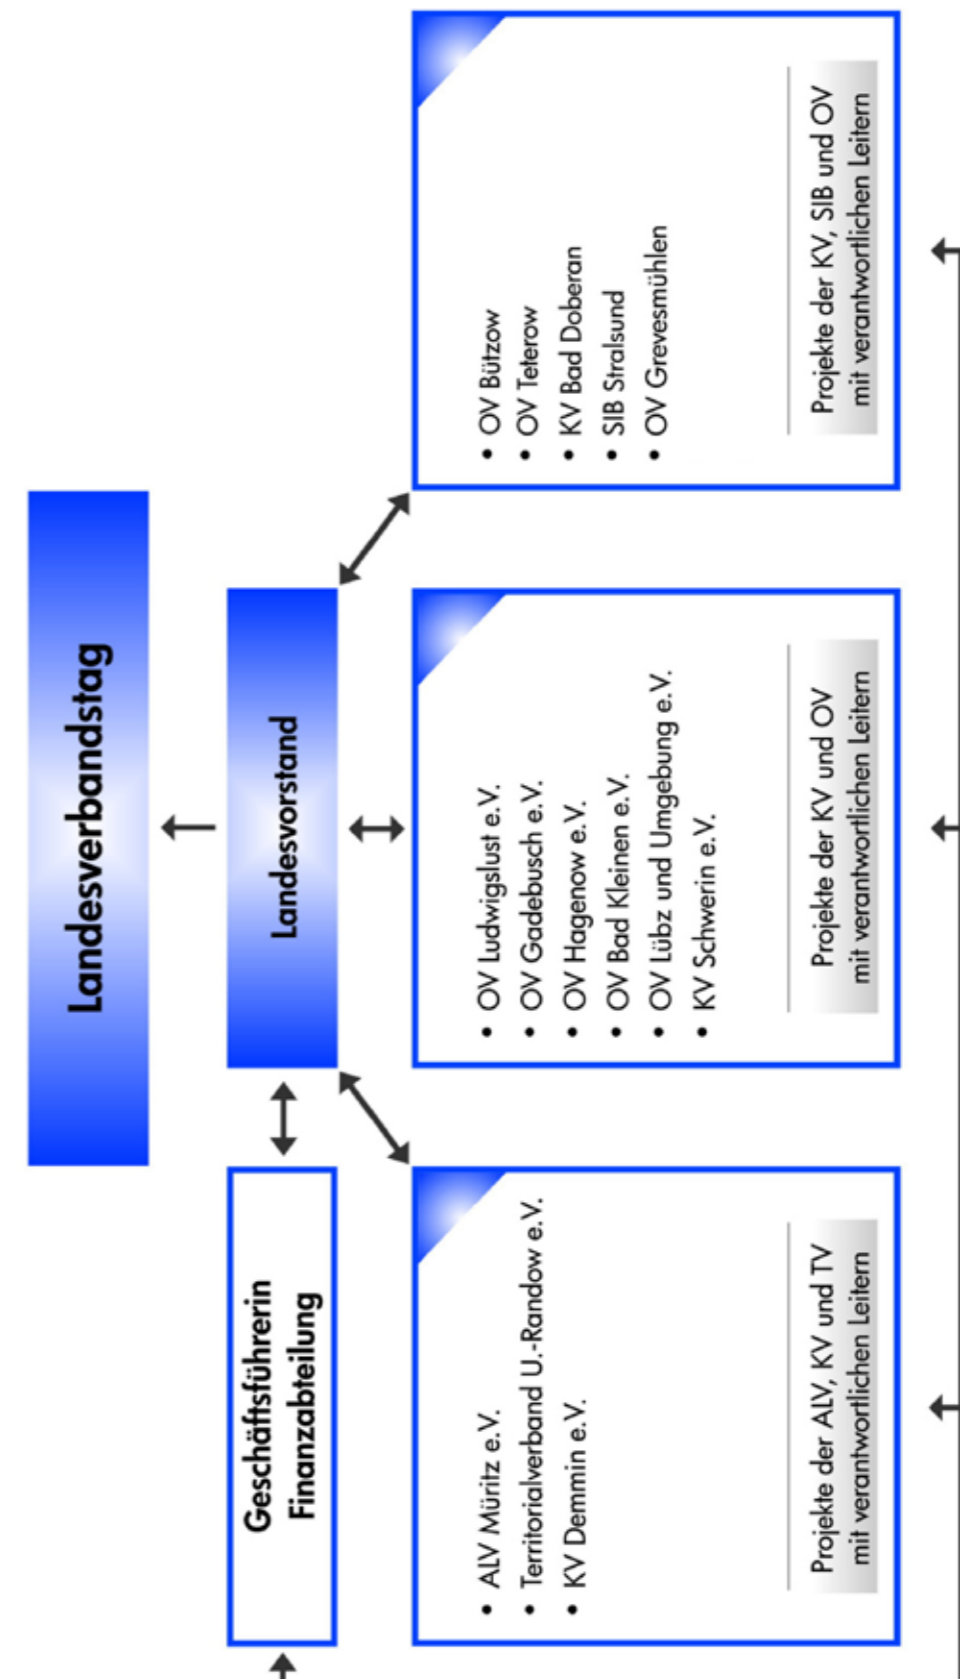 Landesverbandstag
Geschäftsführerin
Finanzabteilung
Landesvorstand
• ALV Müritz e.V.
• Territorialverband U.-Randow e.V.
• KV Demmin e.V.
Projekte der ALV, KV und TV
mit verantwortlichen Leitern
• OV Ludwigslust e.V.
• OV Gadebusch e.V.
• OV Hagenow e.V.
• OV Bad Kleinen e.V.
• OV Lübz und Umgebung e.V.
• KV Schwerin e.V.
Projekte der KV und OV
mit verantwortlichen Leitern
• OV Bützow
• OV Teterow
• KV Bad Doberan
• SIB Stralsund
• OV Grevesmühlen
Projekte der KV, SIB und OV
mit verantwortlichen Leitern